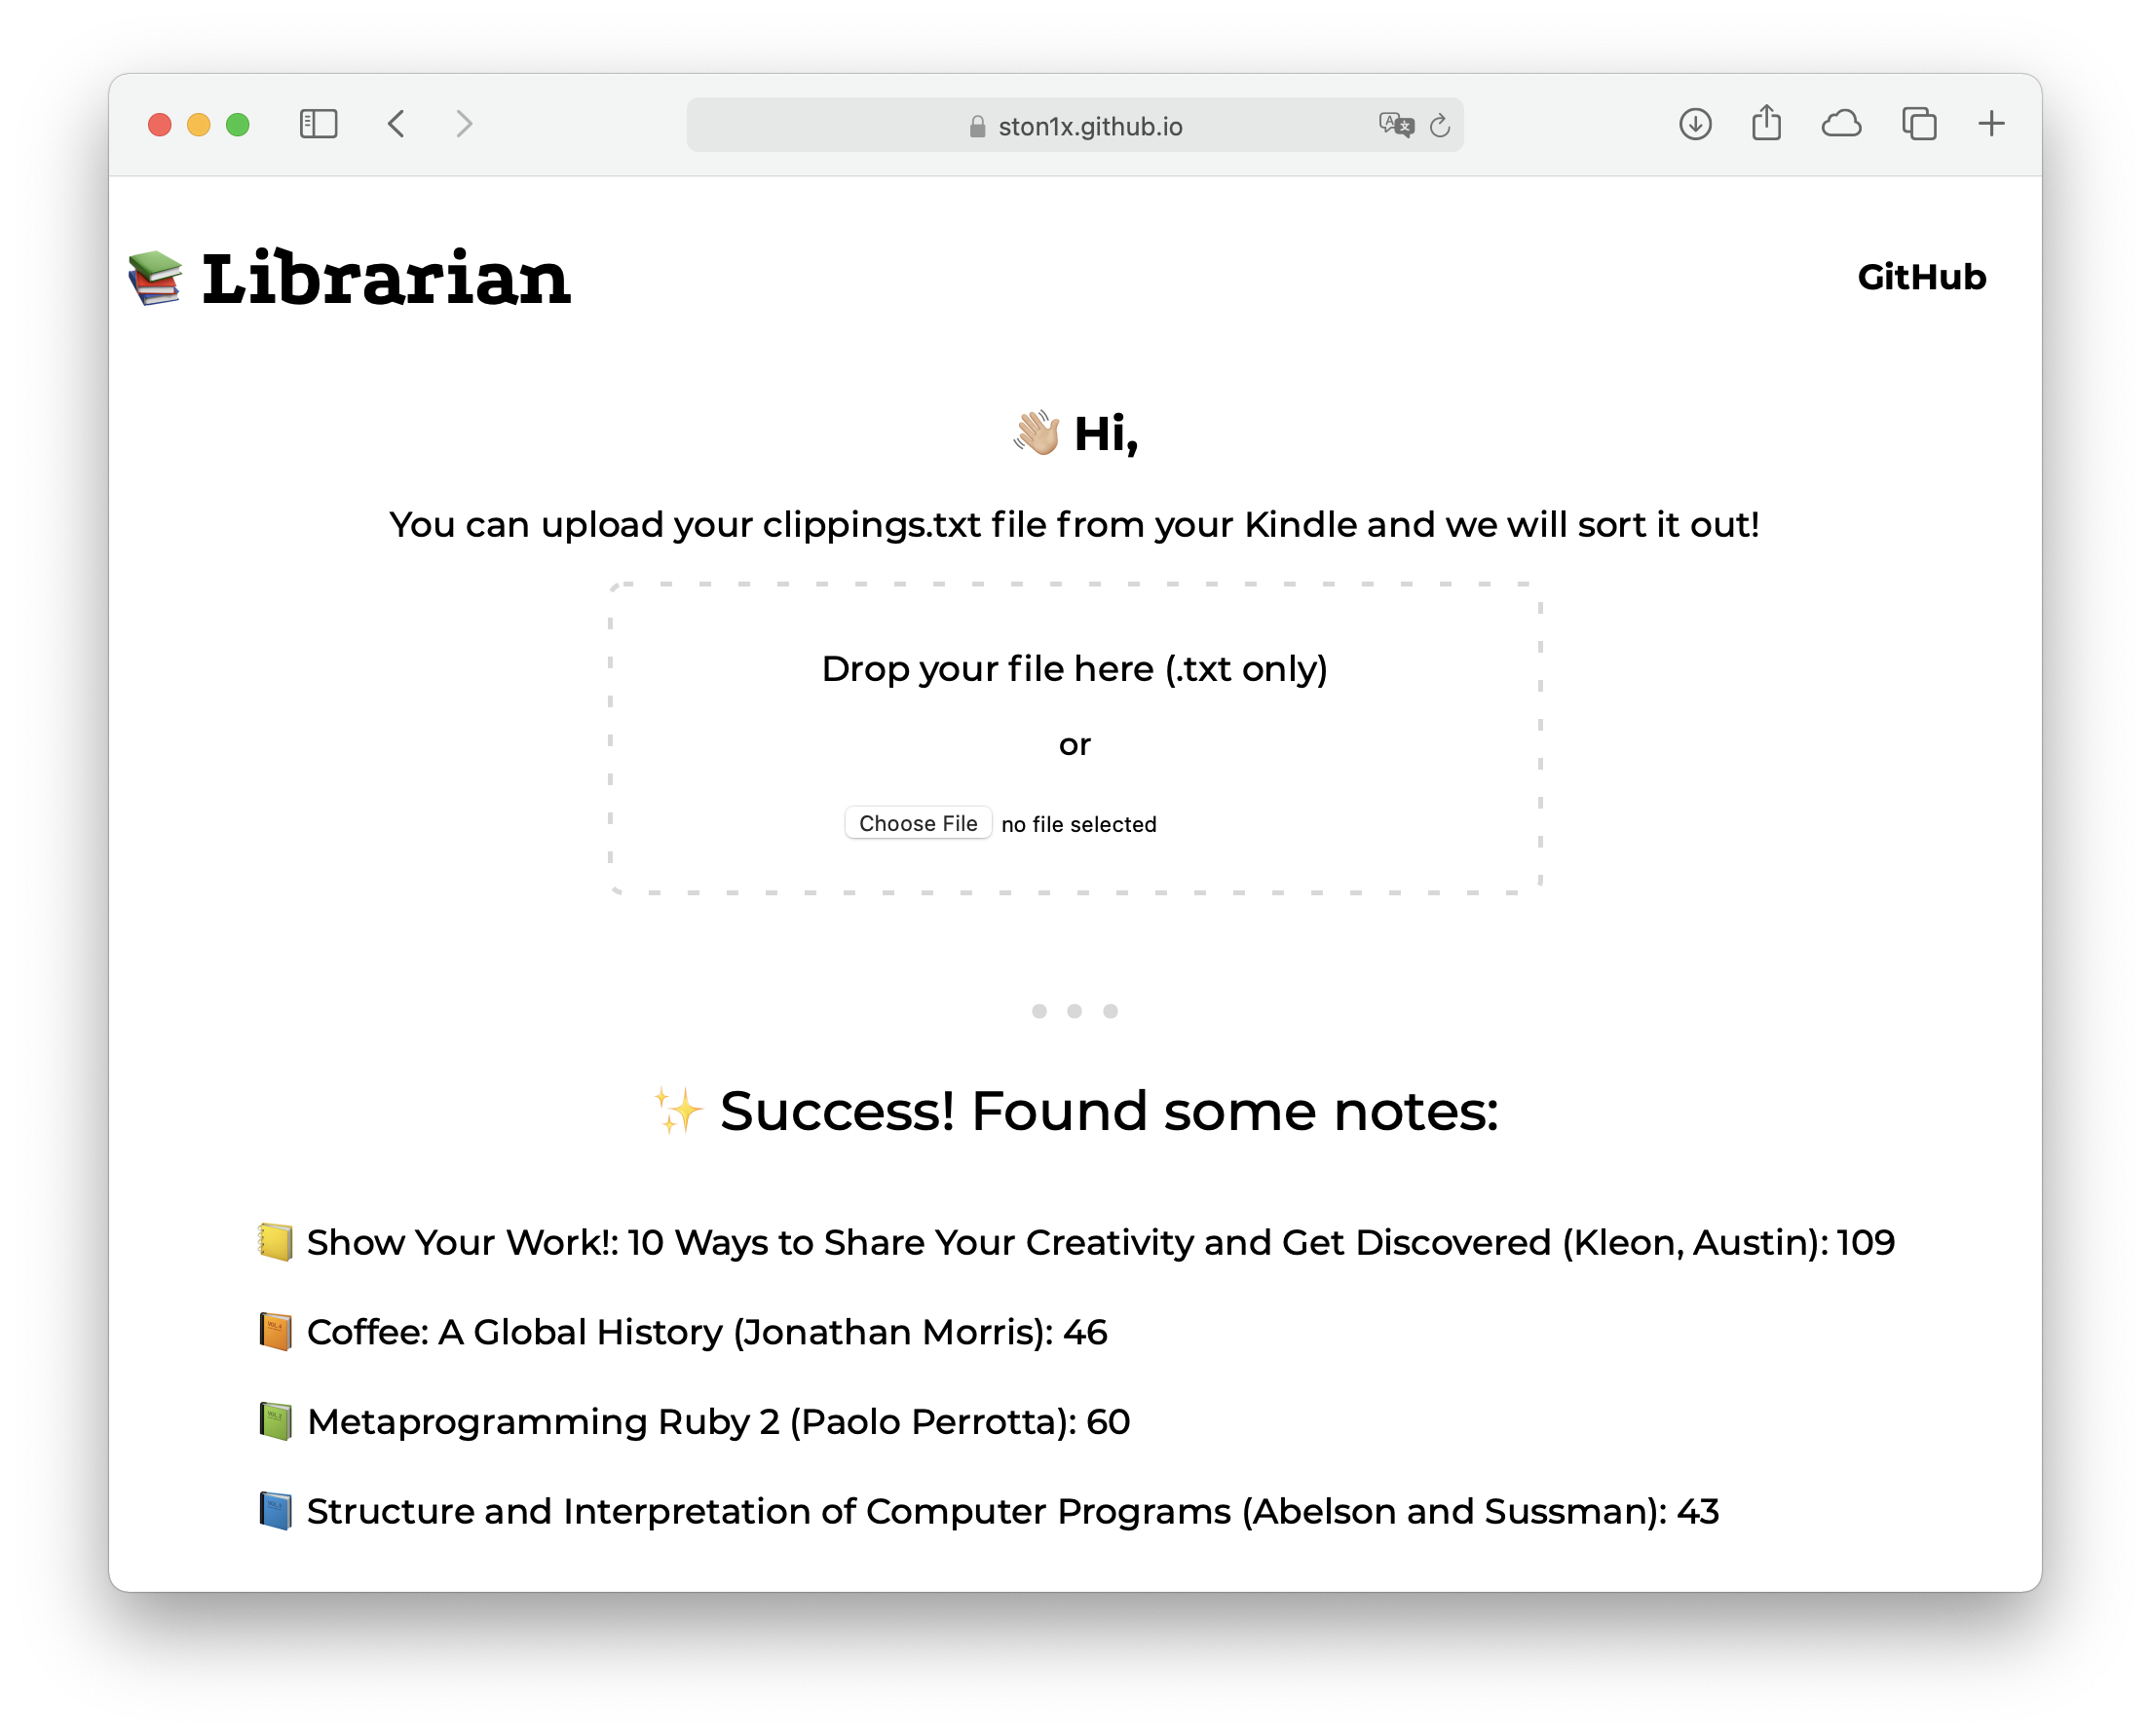 ston1x.github.io
Librarian
GitHub
Hi,
You can upload your clippings.txt file from your Kindle and we will sort it out!
Drop your file here (.txt only)
or
Choose File no file selected
Success! Found some notes:
Show Your Work!: 10 Ways to Share Your Creativity and Get Discovered (Kleon, Austin): 109
Coffee: A Global History (Jonathan Morris): 46
Metaprogramming Ruby 2 (Paolo Perrotta): 60
Structure and Interpretation of Computer Programs (Abelson and Sussman): 43